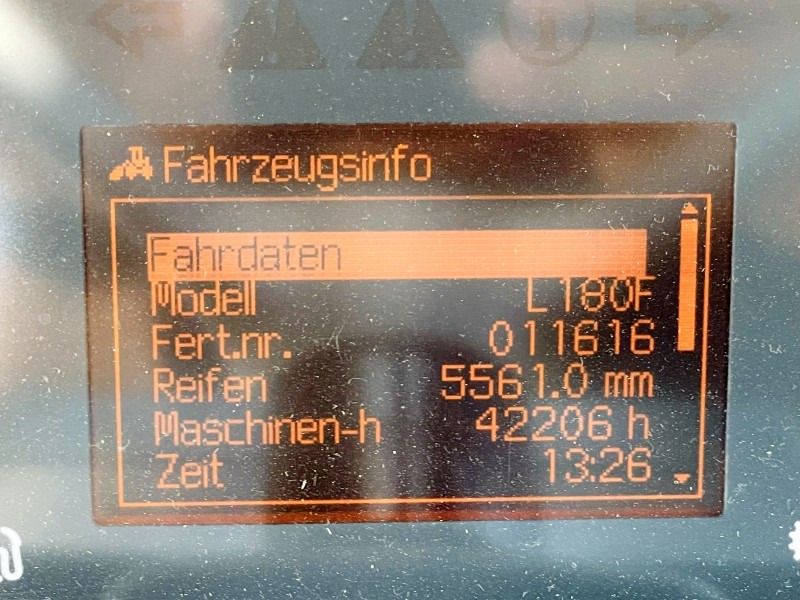 Fahrzeugsinfo
Fahrdaten
Modell L180F
Fert.nr. 011616
Reifen 5561.0 mm
Maschinen-h 42206 h
Zeit 13:26